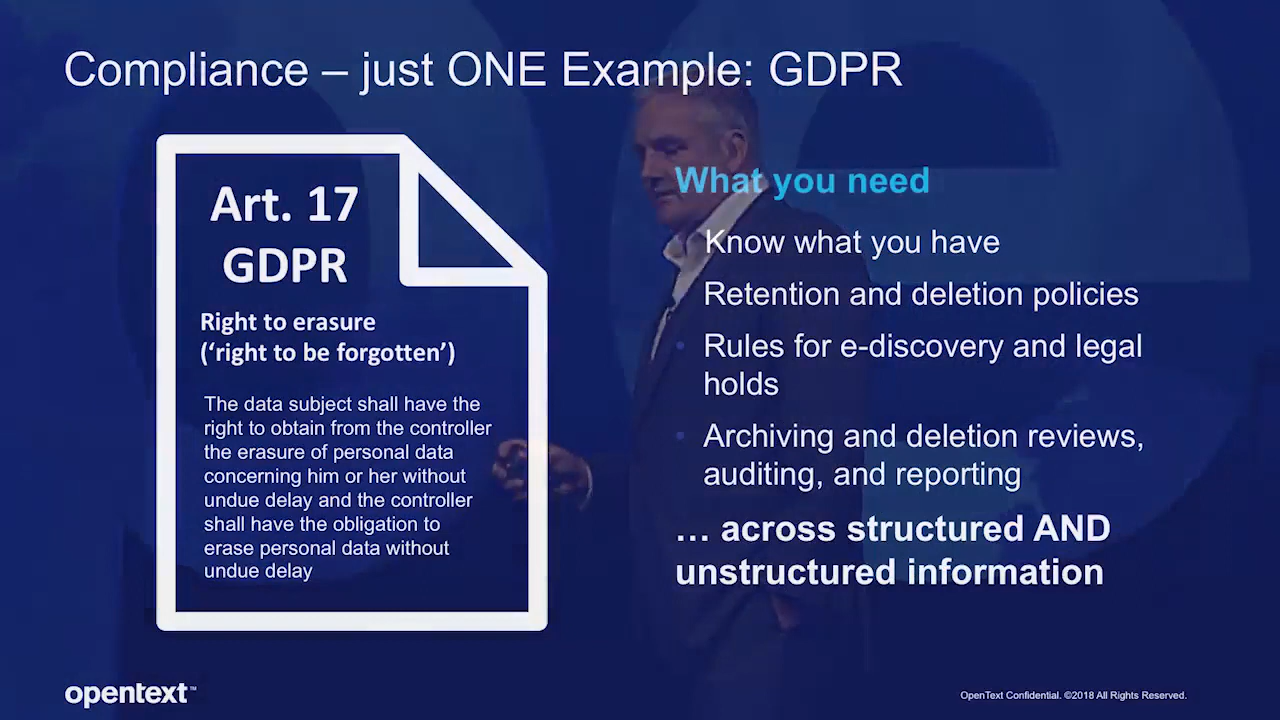 Compliance – just ONE Example: GDPR
Art. 17
GDPR
Right to erasure
(‘right to be forgotten’)
The data subject shall have the
right to obtain from the controller
the erasure of personal data
concerning him or her without
undue delay and the controller
shall have the obligation to
erase personal data without
undue delay
What you need
Know what you have
Retention and deletion policies
• Rules for e-discovery and legal
holds
• Archiving and deletion reviews,
auditing, and reporting
… across structured AND
unstructured information
opentext™
OpenText Confidential. ©2018 All Rights Reserved.